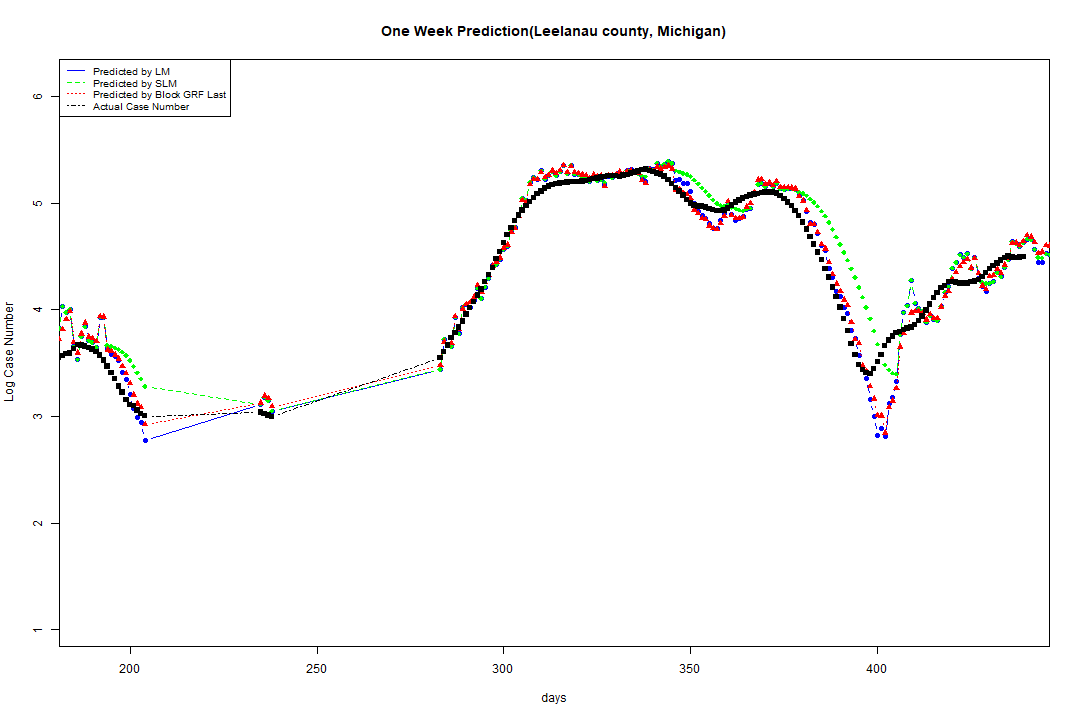 One Week Prediction(Leelanau county, Michigan)
Predicted by LM
Predicted by SLM
Predicted by Block GRF Last
Actual Case Number
6
5
4
3
2
1
Log Case Number
200 250 300 350 400
days